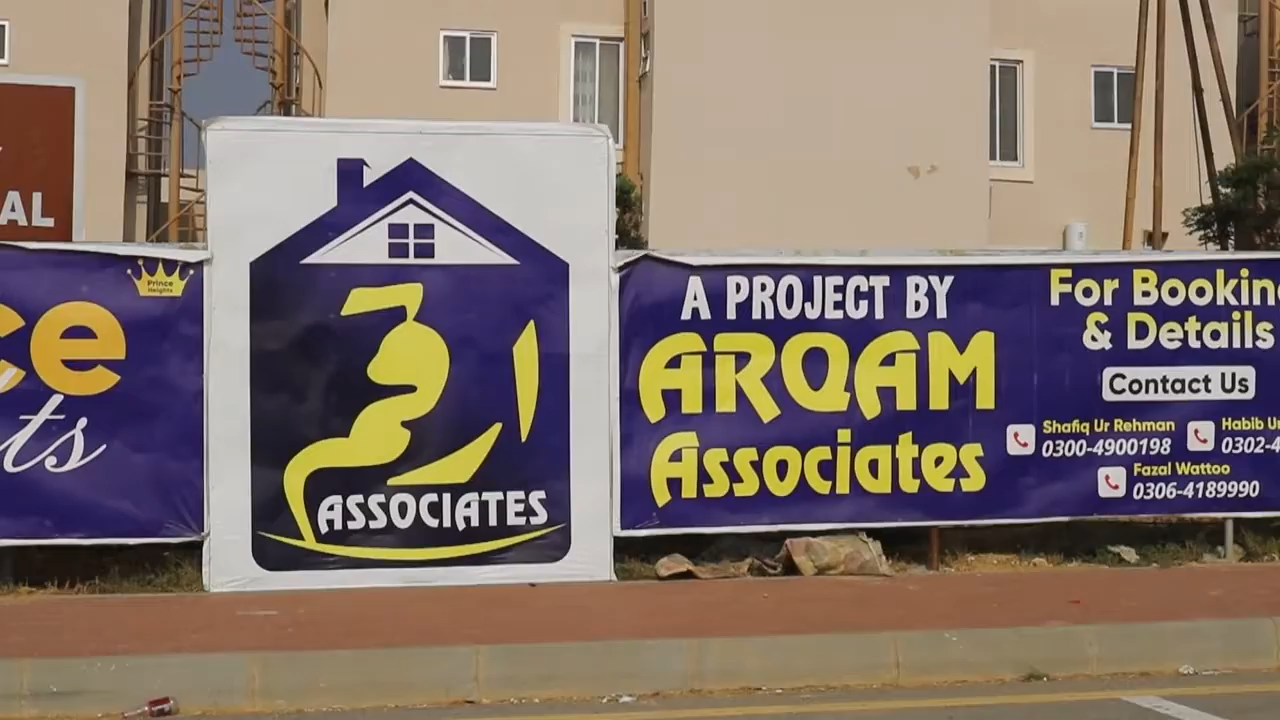 AL
ce
ts
Prince
Heights
ارقم
ASSOCIATES
A PROJECT BY
ARQAM
Associates
For Bookin
& Details
Contact Us
Shafiq Ur Rehman
0300-4900198
Habib U
0302-4
Fazal Wattoo
0306-4189990